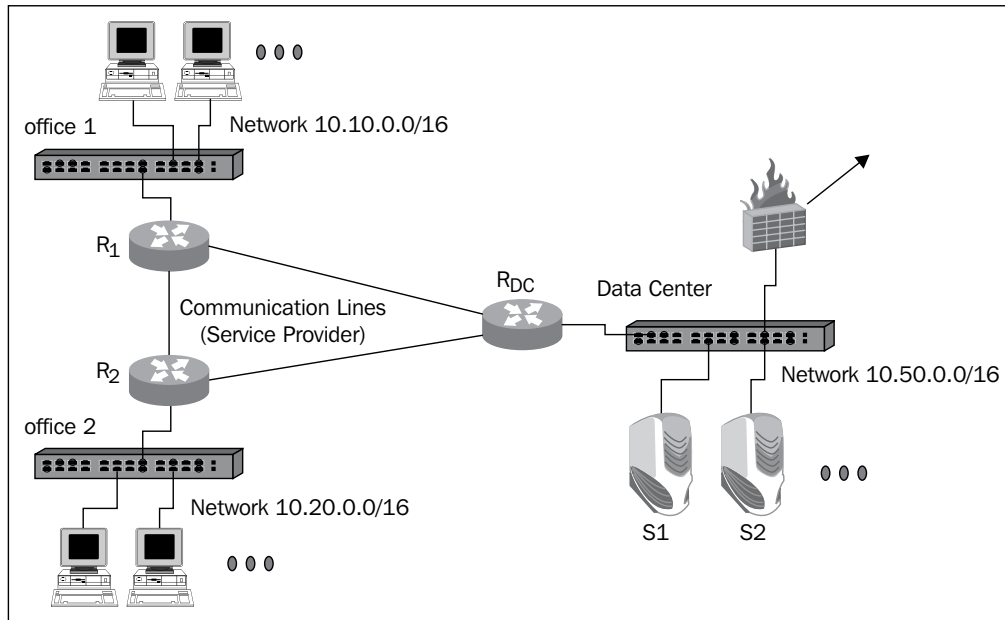 Network 10.10.0.0/16
office 1
R1
RDC
Data Center
Communication Lines
(Service Provider)
R2
Network 10.50.0.0/16
office 2
Network 10.20.0.0/16
S1
S2